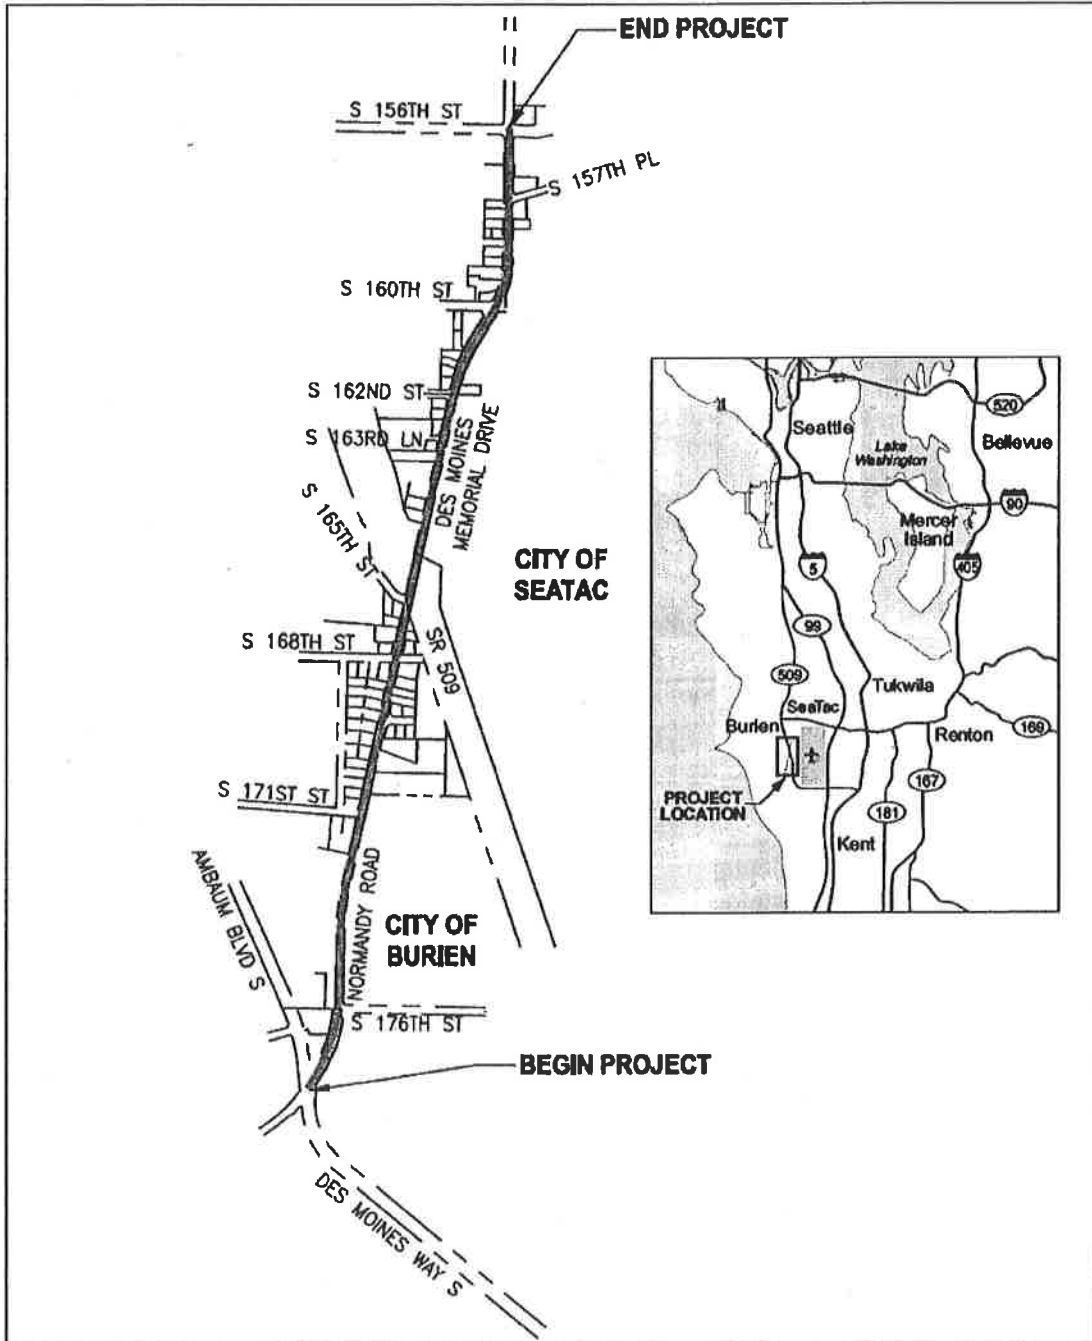 END PROJECT
S 156TH ST
S 157TH PL
S 160TH ST
S 162ND ST
S 163RD LN
DES MOINES
MEMORIAL DRIVE
S 165TH ST
CITY OF
SEATAC
S 168TH ST
SR 509
S 171ST ST
AMBAUM BLVD S
NORMANDY ROAD
CITY OF
BURIEN
S 176TH ST
BEGIN PROJECT
DES MOINES WAY S
520
Seattle
Bellevue
Lake
Washington
90
Mercer
Island
5
405
99
509
Tukwila
SeaTac
Burien
Renton
169
167
PROJECT
LOCATION
181
Kent